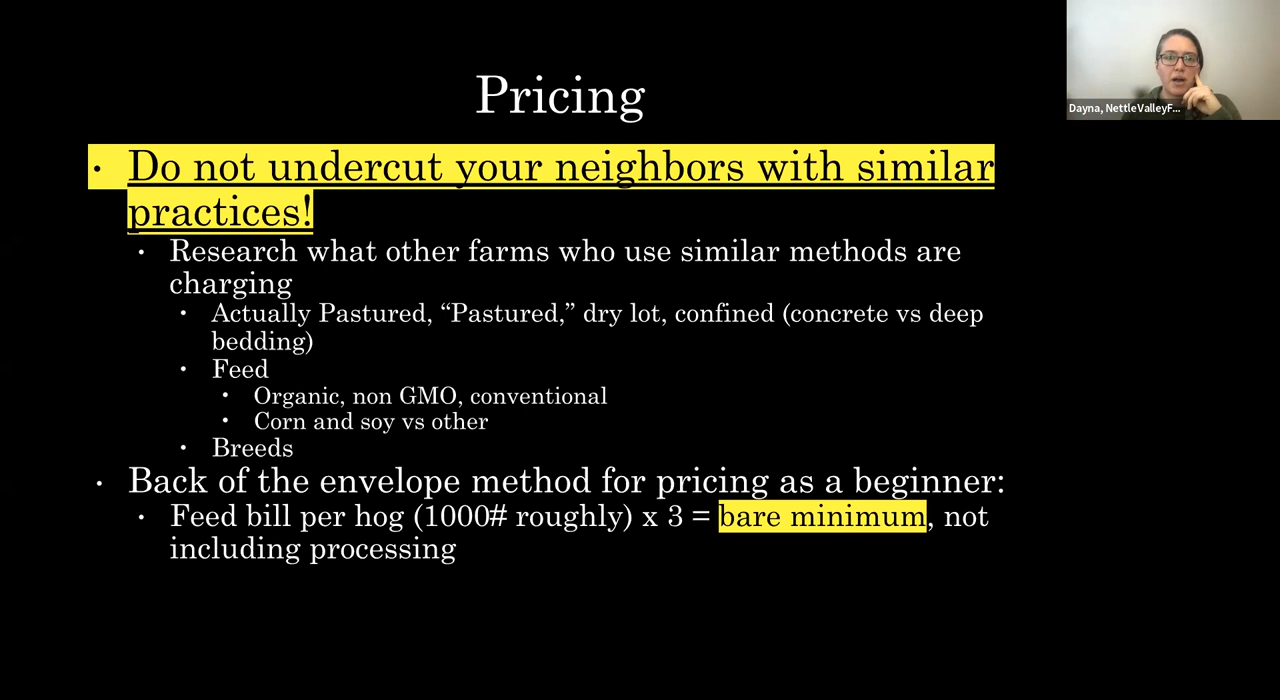 Pricing
Dayna, NettleValleyF...
• Do not undercut your neighbors with similar
practices!
• Research what other farms who use similar methods are
charging
• Actually Pastured, “Pastured,” dry lot, confined (concrete vs deep
bedding)
• Feed
• Organic, non GMO, conventional
• Corn and soy vs other
• Breeds
• Back of the envelope method for pricing as a beginner:
• Feed bill per hog (1000# roughly) x 3 = bare minimum, not
including processing